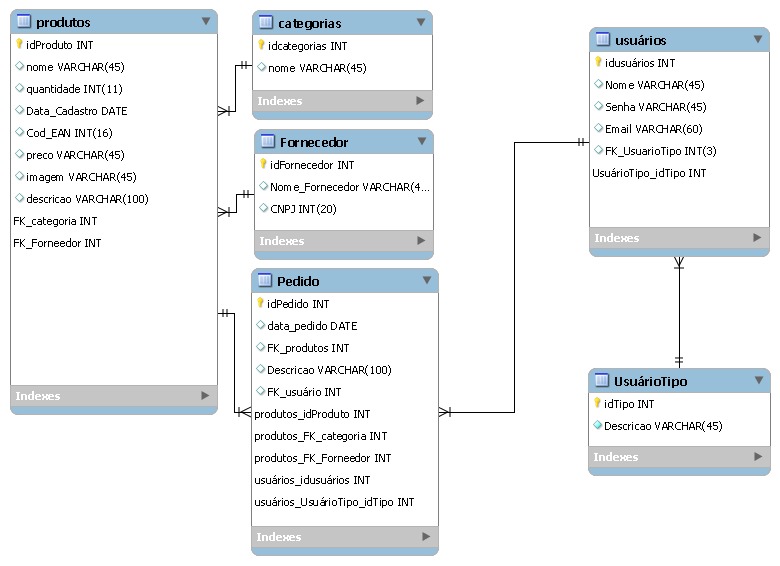 produtos
idProduto INT
nome VARCHAR(45)
quantidade INT(11)
Data_Cadastro DATE
Cod_EAN INT(16)
preco VARCHAR(45)
imagem VARCHAR(45)
descricao VARCHAR(100)
FK_categoria INT
FK_Forneedor INT
Indexes
categorias
idcategorias INT
nome VARCHAR(45)
Indexes
Fornecedor
idFornecedor INT
Nome_Fornecedor VARCHAR(4...
CNPJ INT(20)
Indexes
Pedido
idPedido INT
data_pedido DATE
FK_produtos INT
Descricao VARCHAR(100)
FK_usuário INT
produtos_idProduto INT
produtos_FK_categoria INT
produtos_FK_Forneedor INT
usuários_idusuários INT
usuários_UsuárioTipo_idTipo INT
Indexes
usuários
idusuários INT
Nome VARCHAR(45)
Senha VARCHAR(45)
Email VARCHAR(60)
FK_UsuarioTipo INT(3)
UsuárioTipo_idTipo INT
Indexes
UsuárioTipo
idTipo INT
Descricao VARCHAR(45)
Indexes